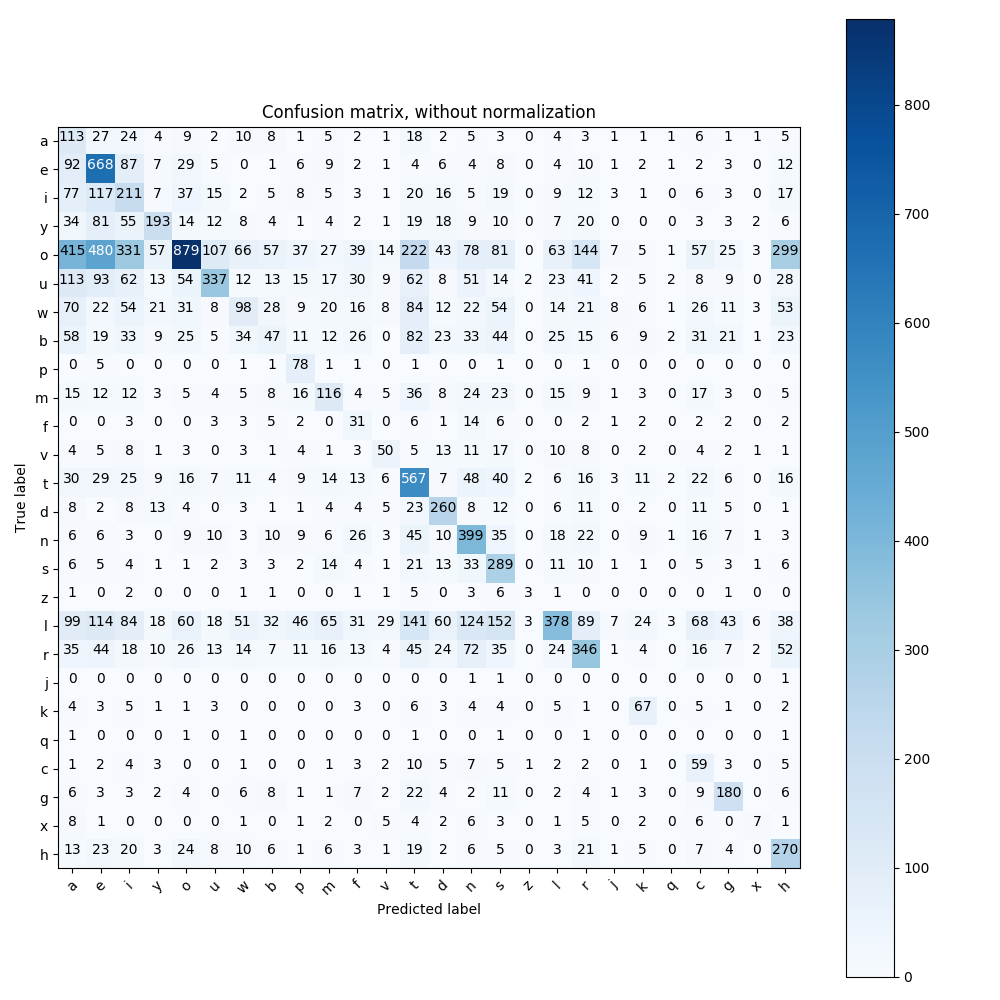 Confusion matrix, without normalization
a 113 27 24 4 9 2 10 8 1 5 2 1 18 2 5 3 0 4 3 1 1 1 6 1 1 5
e 92 668 87 7 29 5 0 1 6 9 2 1 4 6 4 8 0 4 10 1 2 1 2 3 0 12
i 77 117 211 7 37 15 2 5 8 5 3 1 20 16 5 19 0 9 12 3 1 0 6 3 0 17
y 34 81 55 193 14 12 8 4 1 4 2 1 19 18 9 10 0 7 20 0 0 0 3 3 2 6
o 415 480 331 57 879 107 66 57 37 27 39 14 222 43 78 81 0 63 144 7 5 1 57 25 3 299
u 113 93 62 13 54 337 12 13 15 17 30 9 62 8 51 14 2 23 41 2 5 2 8 9 0 28
w 70 22 54 21 31 8 98 28 9 20 16 8 84 12 22 54 0 14 21 8 6 1 26 11 3 53
b 58 19 33 9 25 5 34 47 11 12 26 0 82 23 33 44 0 25 15 6 9 2 31 21 1 23
p 0 5 0 0 0 0 1 1 78 1 1 0 1 0 0 1 0 0 1 0 0 0 0 0 0 0
m 15 12 12 3 5 4 5 8 16 116 4 5 36 8 24 23 0 15 9 1 3 0 17 3 0 5
f 0 0 3 0 0 3 3 5 2 0 31 0 6 1 14 6 0 0 2 1 2 0 2 2 0 2
v 4 5 8 1 3 0 3 1 4 1 3 50 5 13 11 17 0 10 8 0 2 0 4 2 1 1
t 30 29 25 9 16 7 11 4 9 14 13 6 567 7 48 40 2 6 16 3 11 2 22 6 0 16
d 8 2 8 13 4 0 3 1 1 4 4 5 23 260 8 12 0 6 11 0 2 0 11 5 0 1
n 6 6 3 0 9 10 3 10 9 6 26 3 45 10 399 35 0 18 22 0 9 1 16 7 1 3
s 6 5 4 1 1 2 3 3 2 14 4 1 21 13 33 289 0 11 10 1 1 0 5 3 1 6
z 1 0 2 0 0 0 1 1 0 0 1 1 5 0 3 6 3 1 0 0 0 0 0 1 0 0
l 99 114 84 18 60 18 51 32 46 65 31 29 141 60 124 152 3 378 89 7 24 3 68 43 6 38
r 35 44 18 10 26 13 14 7 11 16 13 4 45 24 72 35 0 24 346 1 4 0 16 7 2 52
j 0 0 0 0 0 0 0 0 0 0 0 0 0 0 1 1 0 0 0 0 0 0 0 0 0 1
k 4 3 5 1 1 3 0 0 0 0 3 0 6 3 4 4 0 5 1 0 67 0 5 1 0 2
q 1 0 0 0 1 0 1 0 0 0 0 0 1 0 0 1 0 0 1 0 0 0 0 0 0 1
c 1 2 4 3 0 0 1 0 0 1 3 2 10 5 7 5 1 2 2 0 1 0 59 3 0 5
g 6 3 3 2 4 0 6 8 1 1 7 2 22 4 2 11 0 2 4 1 3 0 9 180 0 6
x 8 1 0 0 0 0 1 0 1 2 0 5 4 2 6 3 0 1 5 0 2 0 6 0 7 1
h 13 23 20 3 24 8 10 6 1 6 3 1 19 2 6 5 0 3 21 1 5 0 7 4 0 270
a e i y o u w b p m f v t d n s z l r j k q c g x h
Predicted label
True label
800
700
600
500
400
300
200
100
0